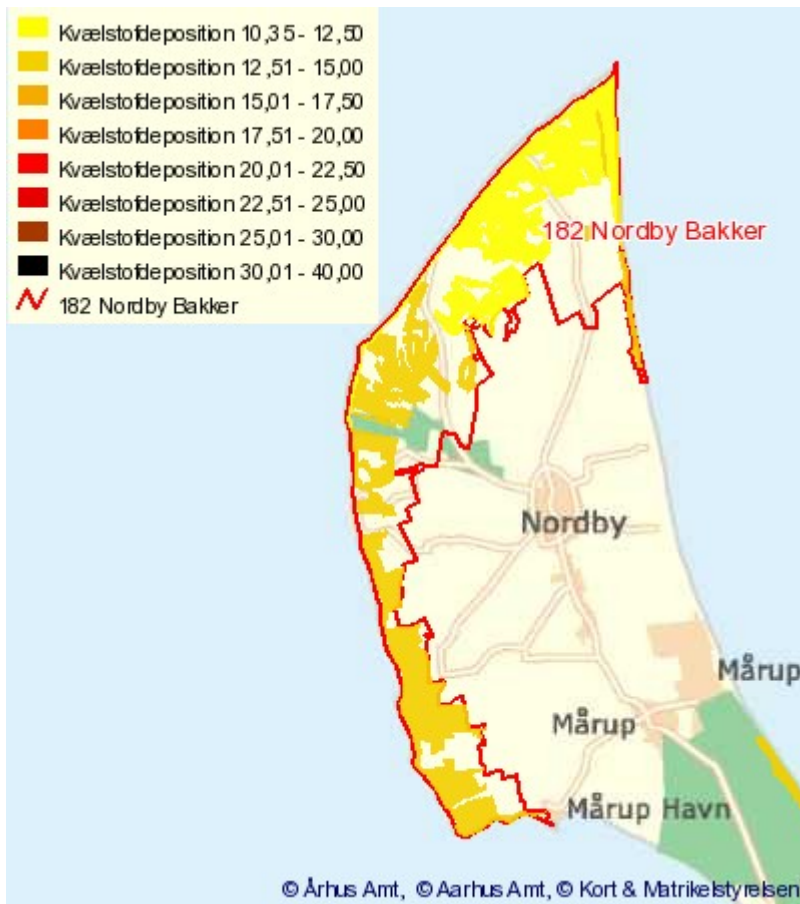 Kvælstofdeposition 10,35 - 12,50
Kvælstofdeposition 12,51 - 15,00
Kvælstofdeposition 15,01 - 17,50
Kvælstofdeposition 17,51 - 20,00
Kvælstofdeposition 20,01 - 22,50
Kvælstofdeposition 22,51 - 25,00
Kvælstofdeposition 25,01 - 30,00
Kvælstofdeposition 30,01 - 40,00
182 Nordby Bakker
182 Nordby Bakker
Nordby
Mårup
Mårup
Mårup Havn
© Århus Amt, © Aarhus Amt, © Kort & Matrikelstyrelsen